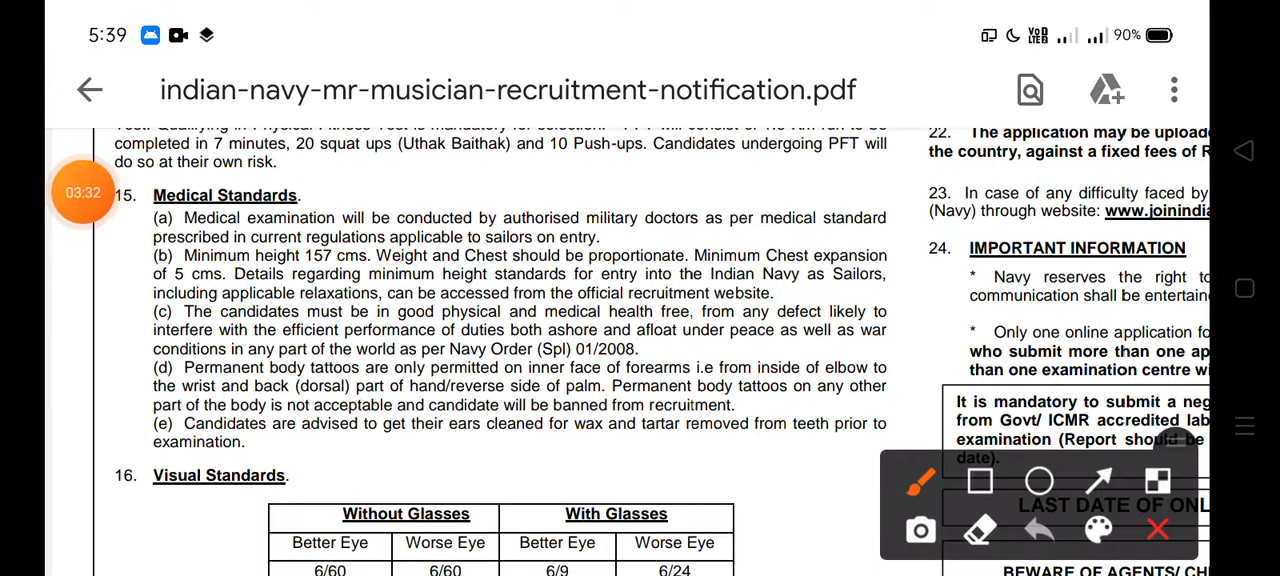 5:39
VoD LTE2 90%
indian-navy-mr-musician-recruitment-notification.pdf
completed in 7 minutes, 20 squat ups (Uthak Baithak) and 10 Push-ups. Candidates undergoing PFT will
do so at their own risk.
03:32
15. Medical Standards.
(a) Medical examination will be conducted by authorised military doctors as per medical standard
prescribed in current regulations applicable to sailors on entry.
(b) Minimum height 157 cms. Weight and Chest should be proportionate. Minimum Chest expansion
of 5 cms. Details regarding minimum height standards for entry into the Indian Navy as Sailors,
including applicable relaxations, can be accessed from the official recruitment website.
(c) The candidates must be in good physical and medical health free, from any defect likely to
interfere with the efficient performance of duties both ashore and afloat under peace as well as war
conditions in any part of the world as per Navy Order (Spl) 01/2008.
(d) Permanent body tattoos are only permitted on inner face of forearms i.e from inside of elbow to
the wrist and back (dorsal) part of hand/reverse side of palm. Permanent body tattoos on any other
part of the body is not acceptable and candidate will be banned from recruitment.
(e) Candidates are advised to get their ears cleaned for wax and tartar removed from teeth prior to
examination.
16. Visual Standards.
Without Glasses With Glasses
Better Eye Worse Eye Better Eye Worse Eye
6/60 6/60 6/9 6/24
22. The application may be uploade
the country, against a fixed fees of R
23. In case of any difficulty faced by
(Navy) through website: www.joinindia
24. IMPORTANT INFORMATION
* Navy reserves the right to
communication shall be entertain
* Only one online application fo
who submit more than one ap
than one examination centre wi
It is mandatory to submit a neg
from Govt/ ICMR accredited lab
examination (Report should be
date).
LAST DATE OF ONL
BEWARE OF AGENTS/ CH